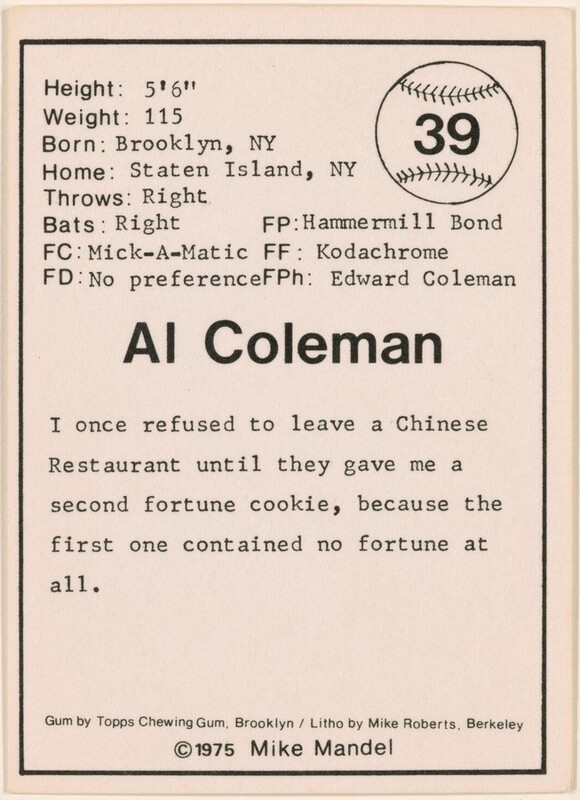 Height: 5'6"
Weight: 115
39
Born: Brooklyn, NY
Home: Staten Island, NY
Throws: Right
Bats: Right FP: Hammermill Bond
FC: Mick-A-Matic FF: Kodachrome
FD: No preference FPh: Edward Coleman
Al Coleman
I once refused to leave a Chinese
Restaurant until they gave me a
second fortune cookie, because the
first one contained no fortune at
all.
Gum by Topps Chewing Gum, Brooklyn / Litho by Mike Roberts, Berkeley
©1975 Mike Mandel